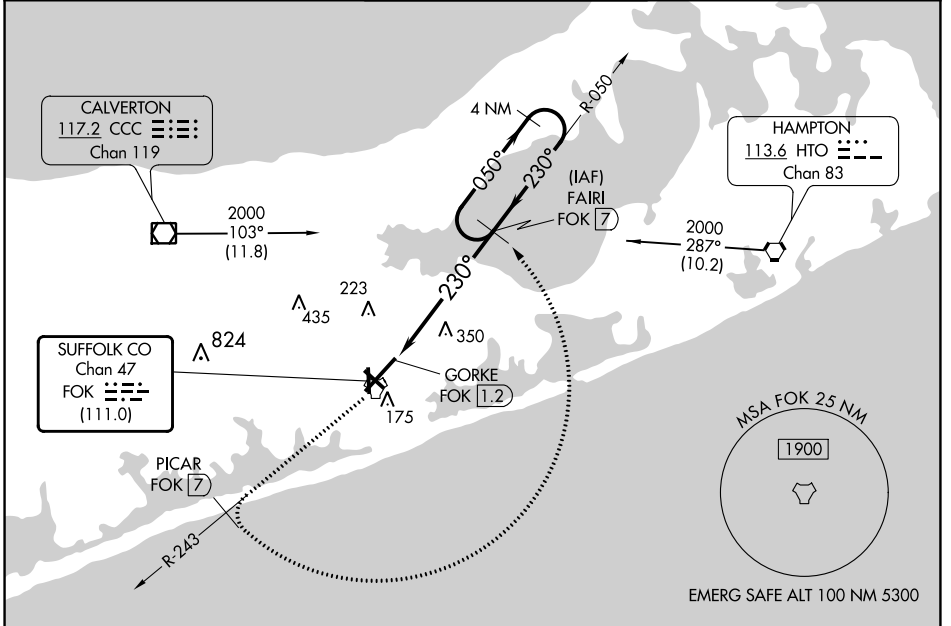 CALVERTON
117.2 CCC
Chan 119
2000
103°
(11.8)
4 NM
R-050
050°
230°
(IAF)
FAIRI
FOK 7
HAMPTON
113.6 HTO
Chan 83
2000
287°
(10.2)
230°
435
223
350
824
SUFFOLK CO
Chan 47
FOK
(111.0)
GORKE
FOK 1.2
175
PICAR
FOK 7
R-243
MSA FOK 25 NM
1900
EMERG SAFE ALT 100 NM 5300